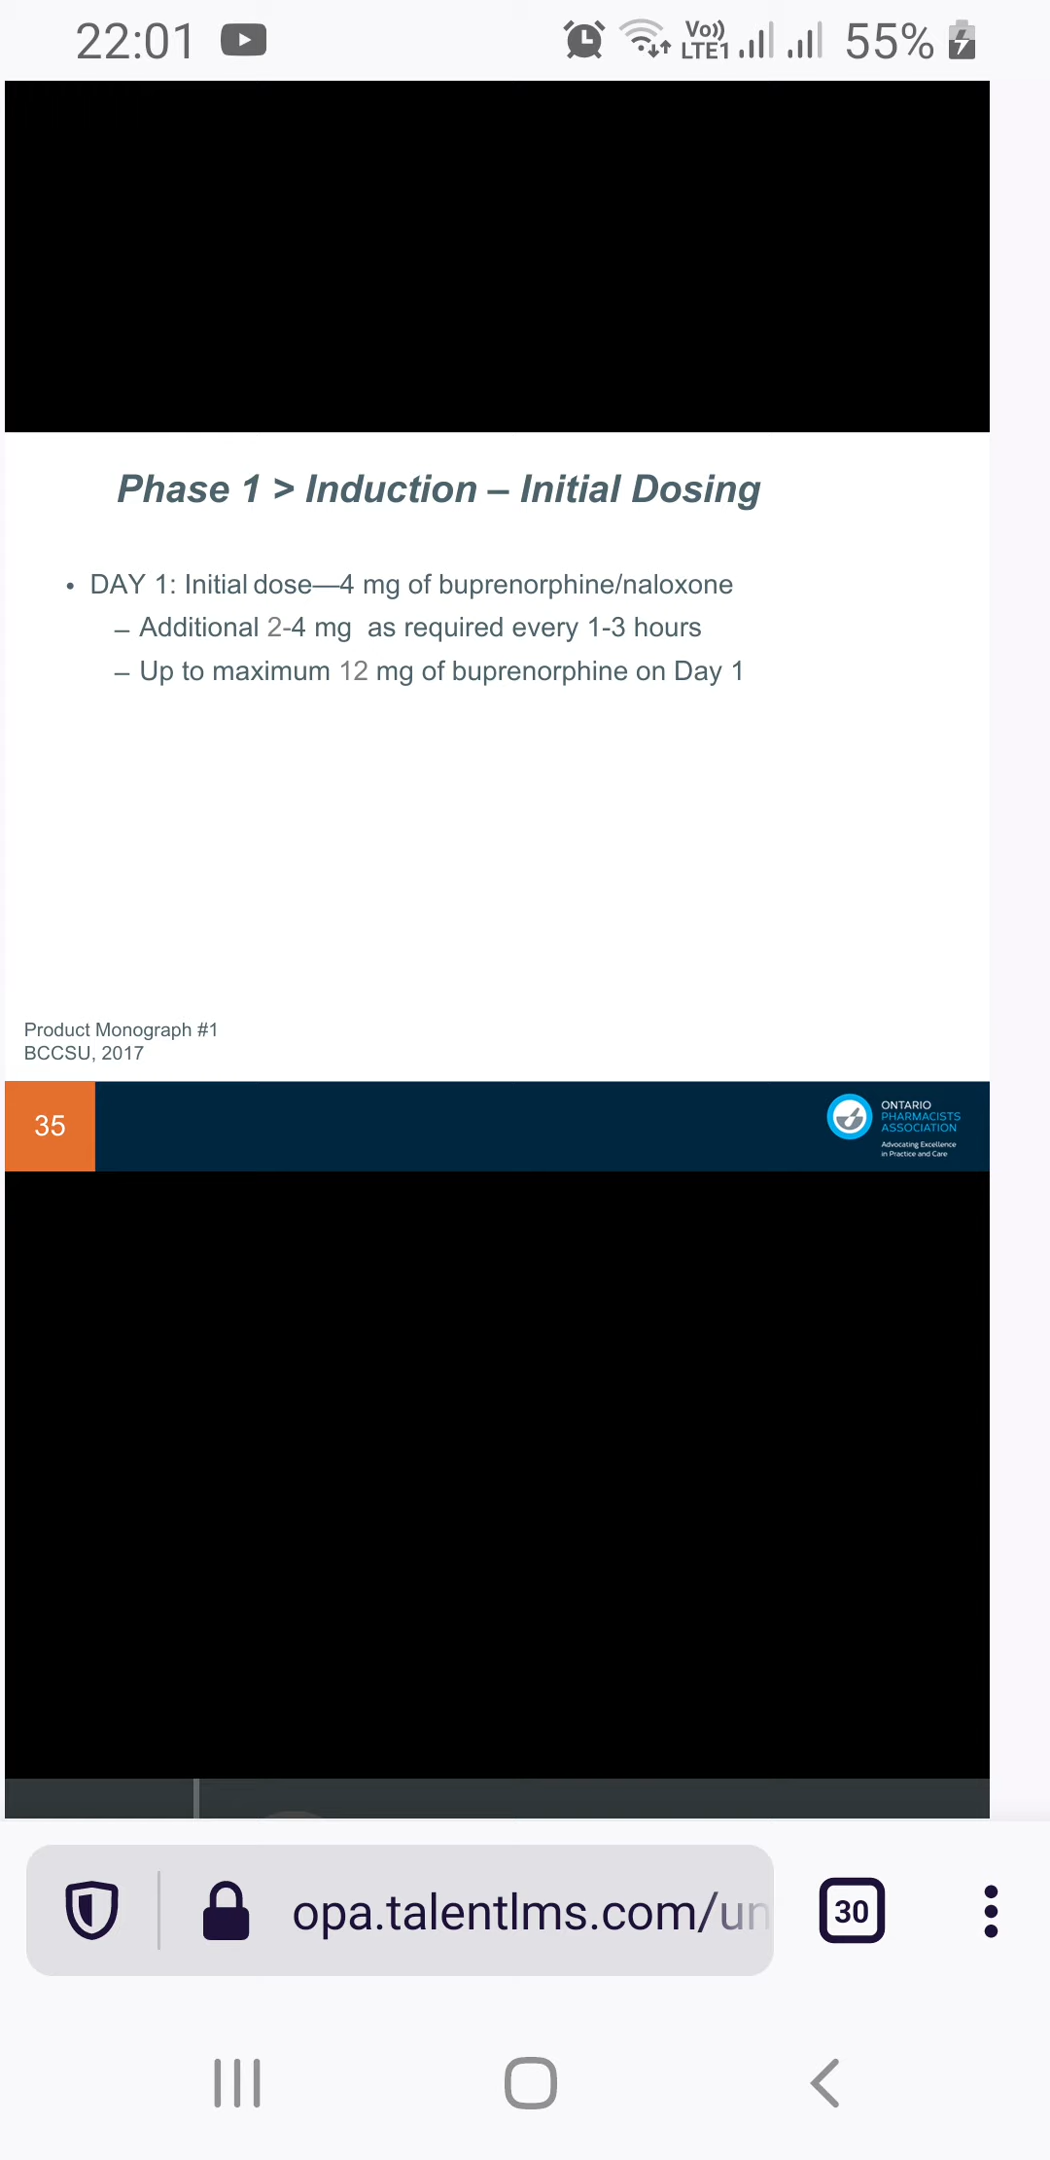 22:01
Vo)) LTE1 55%
Phase 1 > Induction – Initial Dosing
• DAY 1: Initial dose—4 mg of buprenorphine/naloxone
– Additional 2-4 mg as required every 1-3 hours
– Up to maximum 12 mg of buprenorphine on Day 1
Product Monograph #1
BCCSU, 2017
35
ONTARIO
PHARMACISTS
ASSOCIATION
Advocating Excellence
in Practice and Care
opa.talentlms.com/un
30